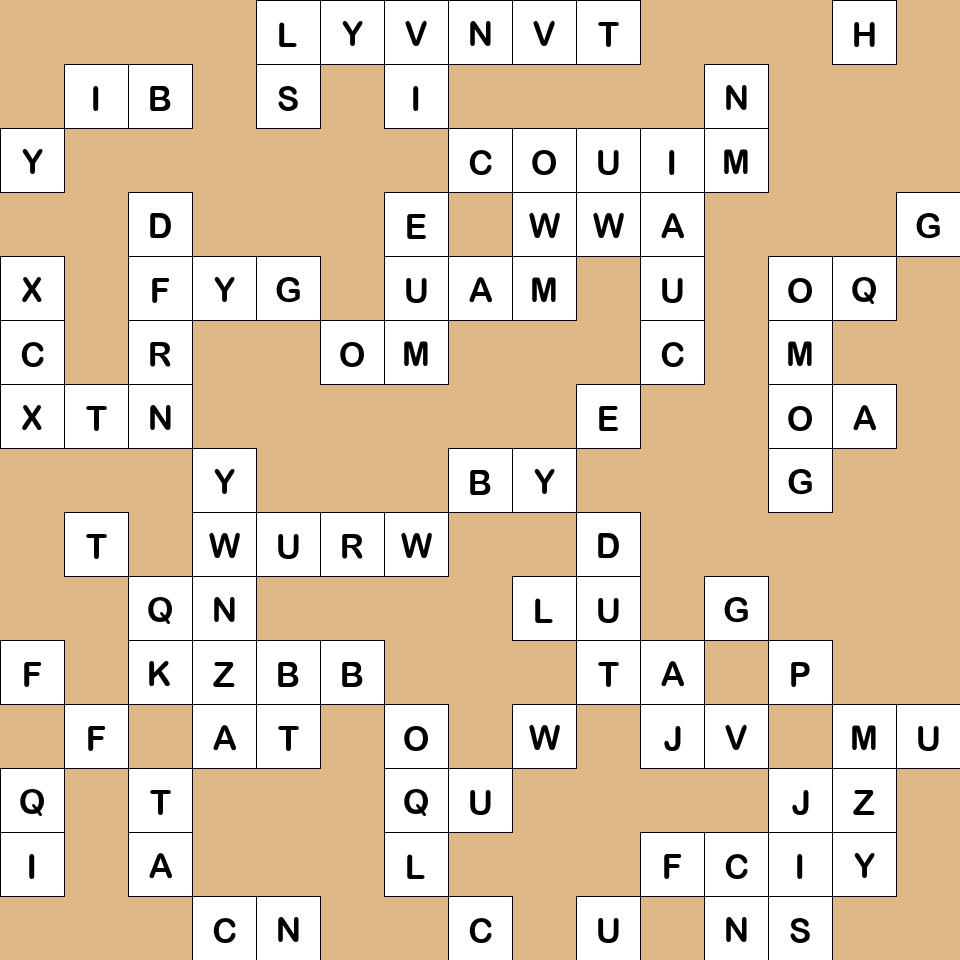 L Y V N V T H
I B S I N
Y C O U I M
D E W W A G
X F Y G U A M U O Q
C R O M C M
X T N E O A
Y B Y G
T W U R W D
Q N L U G
F K Z B B T A P
F A T O W J V M U
Q T Q U J Z
I A L F C I Y
C N C U N S